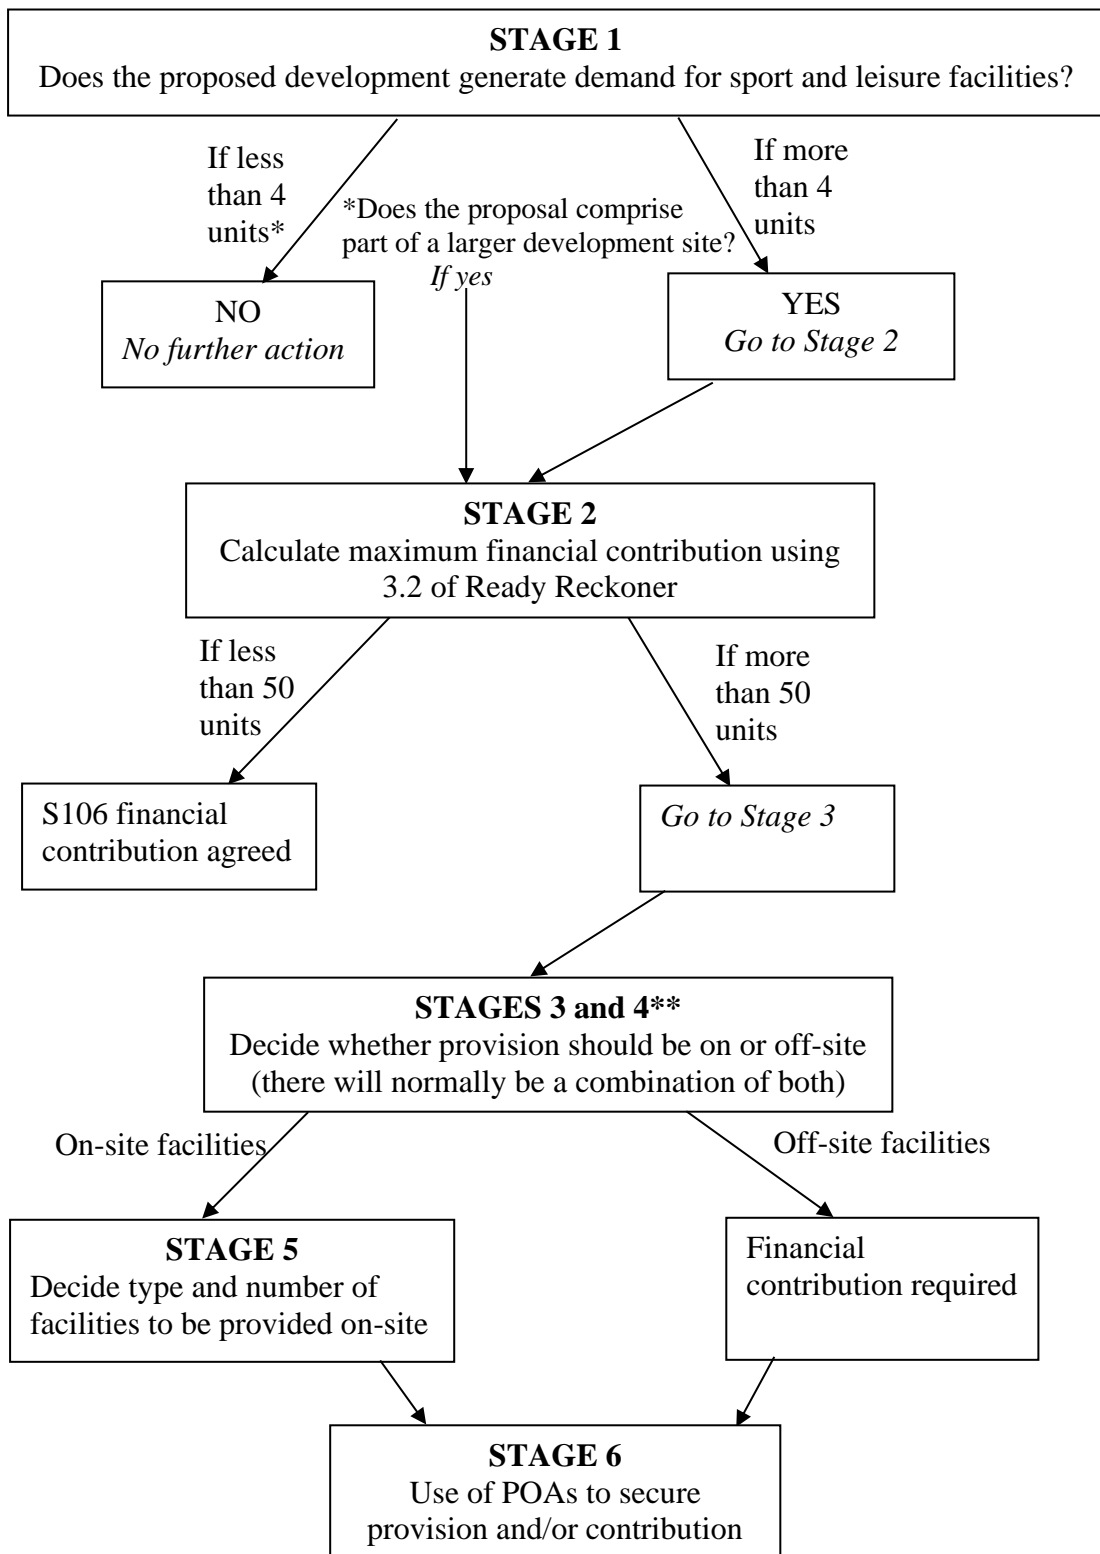 STAGE 1
Does the proposed development generate demand for sport and leisure facilities?
If less
than 4
units*
*Does the proposal comprise
part of a larger development site?
If yes
If more
than 4
units
NO
No further action
YES
Go to Stage 2
STAGE 2
Calculate maximum financial contribution using
3.2 of Ready Reckoner
If less
than 50
units
If more
than 50
units
S106 financial
contribution agreed
Go to Stage 3
STAGES 3 and 4**
Decide whether provision should be on or off-site
(there will normally be a combination of both)
On-site facilities
Off-site facilities
STAGE 5
Decide type and number of
facilities to be provided on-site
Financial
contribution required
STAGE 6
Use of POAs to secure
provision and/or contribution